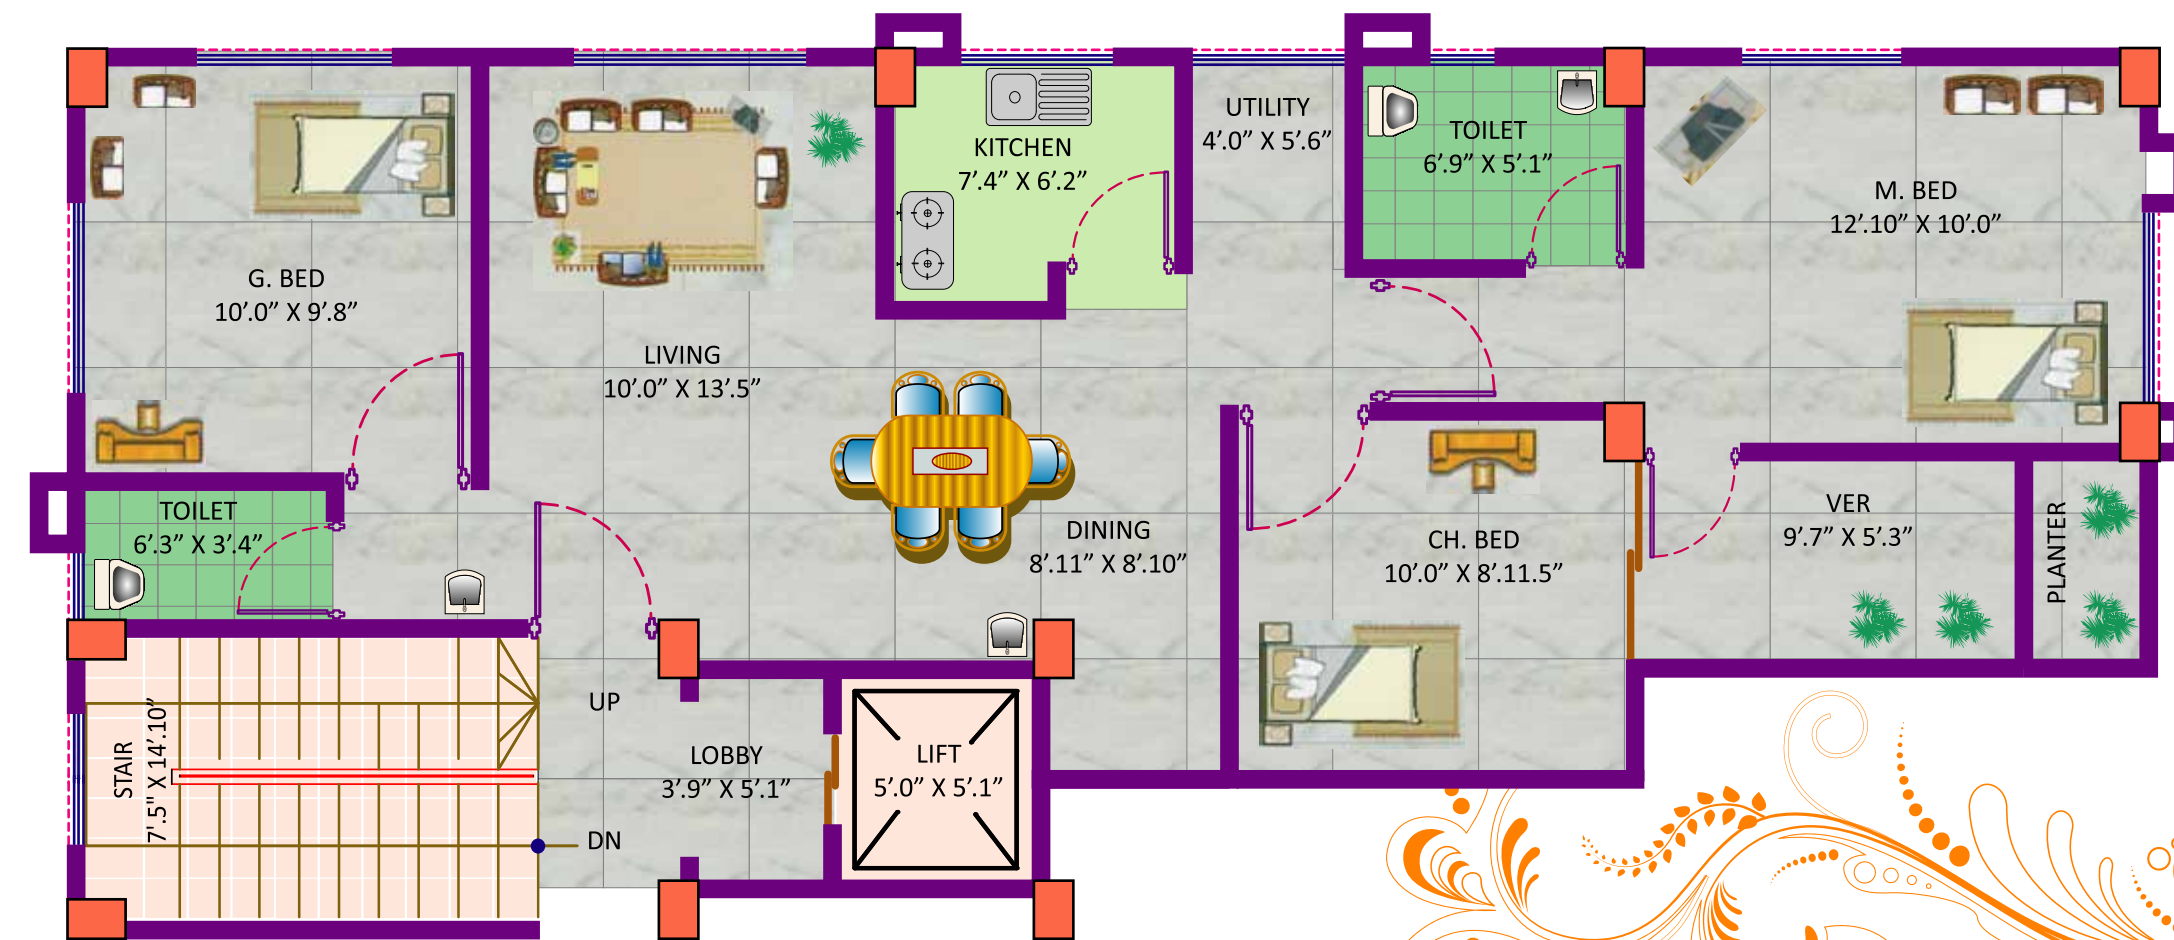 UTILITY
4'.0” X 5'.6”
TOILET
6'.9” X 5'.1”
KITCHEN
7'.4” X 6'.2”
M. BED
12'.10” X 10'.0”
G. BED
10'.0” X 9'.8”
LIVING
10'.0” X 13'.5”
TOILET
6'.3” X 3'.4”
DINING
8'.11” X 8'.10”
CH. BED
10'.0” X 8'.11.5”
VER
9'.7” X 5'.3”
PLANTER
UP
STAIR
7'.5" X 14'.10”
LOBBY
3'.9” X 5'.1”
LIFT
5'.0” X 5'.1”
DN